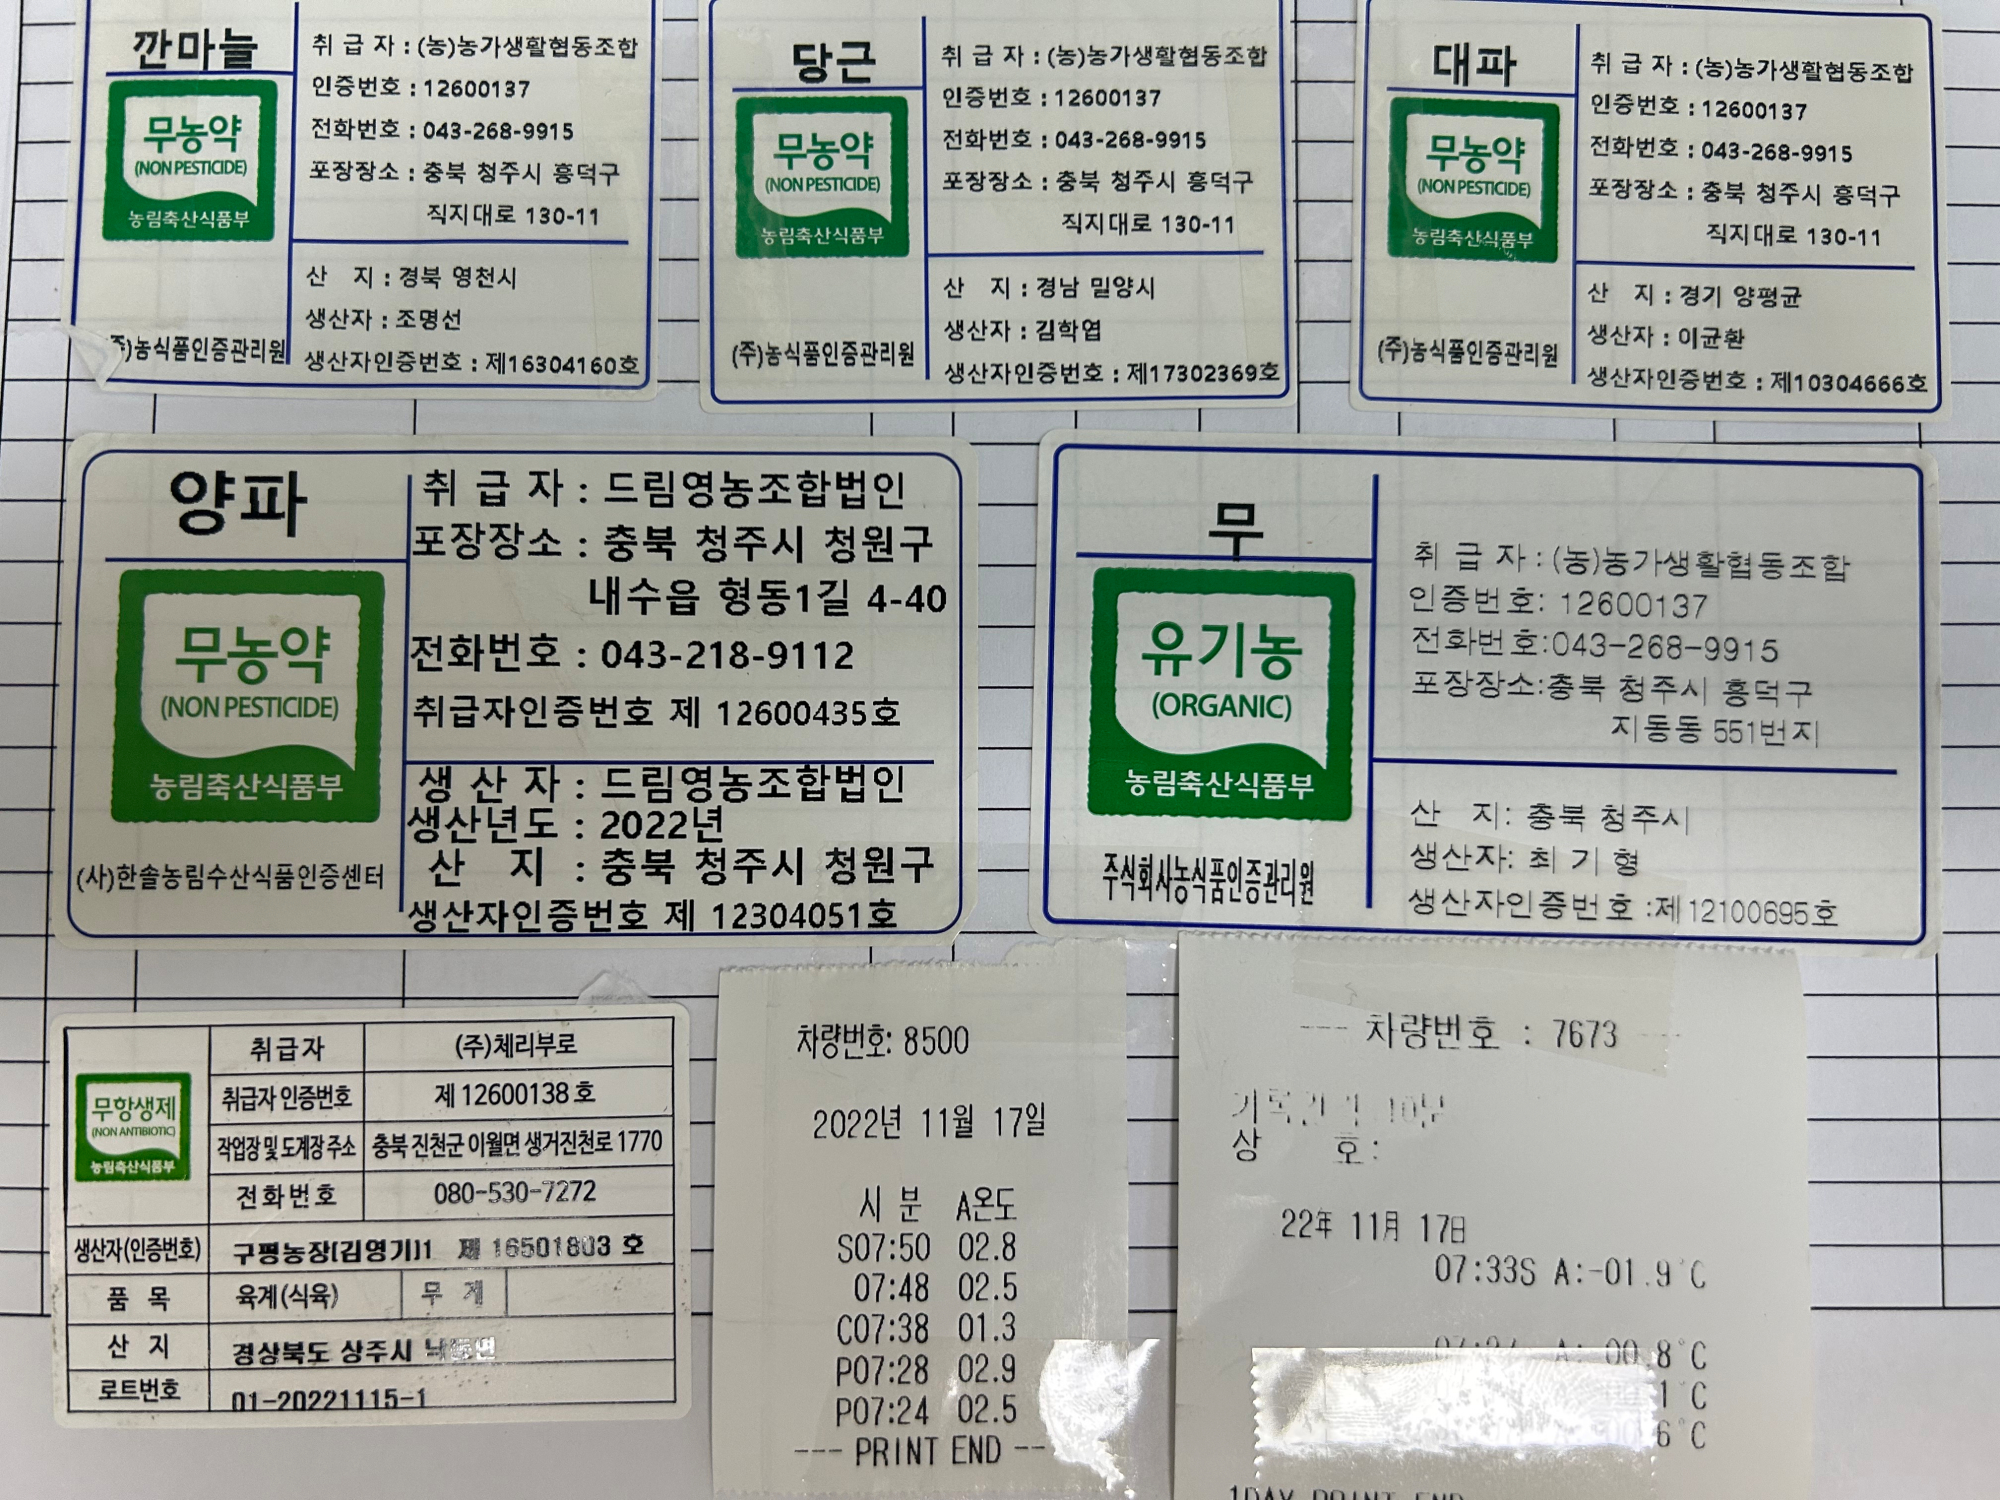 깐마늘
무농약
(NON PESTICIDE)
농림축산식품부
농식품인증관리원
취 급 자 : (농)농가생활협동조합
인증번호 : 12600137
전화번호 : 043-268-9915
포장장소 : 충북 청주시 흥덕구
직지대로 130-11
산 지 : 경북 영천시
생산자 : 조명선
생산자인증번호 : 제16304160호
당근
무농약
(NON PESTICIDE)
농림축산식품부
(주)농식품인증관리원
취 급 자 : (농)농가생활협동조합
인증번호 : 12600137
전화번호 : 043-268-9915
포장장소 : 충북 청주시 흥덕구
직지대로 130-11
산 지 : 경남 밀양시
생산자 : 김학엽
생산자인증번호 : 제17302369호
대파
무농약
(NON PESTICIDE)
농림축산식품부
(주)농식품인증관리원
취 급 자 : (농)농가생활협동조합
인증번호 : 12600137
전화번호 : 043-268-9915
포장장소 : 충북 청주시 흥덕구
직지대로 130-11
산 지 : 경기 양평균
생산자 : 이균환
생산자인증번호 : 제10304666호
양파
무농약
(NON PESTICIDE)
농림축산식품부
(사)한솔농림수산식품인증센터
취 급 자 : 드림영농조합법인
포장장소 : 충북 청주시 청원구
내수읍 형동1길 4-40
전화번호 : 043-218-9112
취급자인증번호 제 12600435호
생 산 자 : 드림영농조합법인
생산년도 : 2022년
산 지 : 충북 청주시 청원구
생산자인증번호 제 12304051호
무
유기농
(ORGANIC)
농림축산식품부
주식회사농식품인증관리원
취 급 자 : (농)농가생활협동조합
인증번호: 12600137
전화번호:043-268-9915
포장장소:충북 청주시 흥덕구
지동동 551번지
산 지: 충북 청주시
생산자: 최 기 형
생산자인증번호 :제12100695호
무항생제
(NON ANTIBIOTIC)
농림축산식품부
취급자 (주)체리부로
취급자 인증번호 제 12600138 호
작업장 및 도계장 주소 충북 진천군 이월면 생거진천로 1770
전화번호 080-530-7272
생산자(인증번호) 구평농장(김영기)1 제 16501803 호
품 목 육계(식육) 무 게
산 지 경상북도 상주시
로트번호 01-20221115-1
차량번호: 8500
2022년 11월 17일
시 분 A온도
S07:50 02.8
07:48 02.5
C07:38 01.3
P07:28 02.9
P07:24 02.5
--- PRINT END --
--- 차량번호 : 7673 ---
기록간격 10분
상 호:
22年 11月 17日
07:33S A:-01.9°C
A: 00.8°C
1°C
6°C
1DAY PRINT END